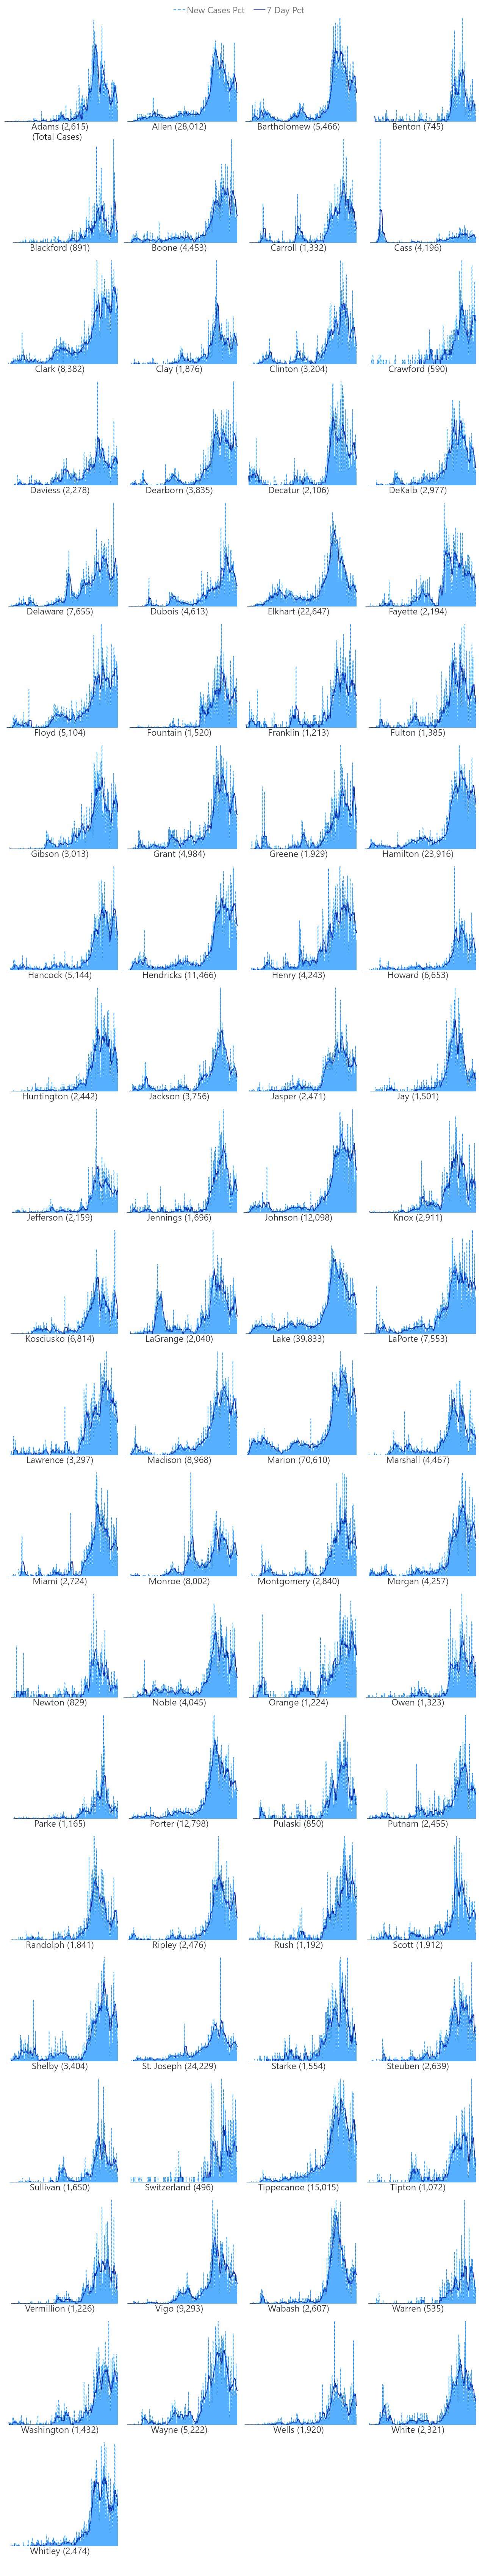 New Cases Pct 7 Day Pct
Adams (2,615) Allen (28,012) Bartholomew (5,466) Benton (745)
(Total Cases)
Blackford (891) Boone (4,453) Carroll (1,332) Cass (4,196)
Clark (8,382) Clay (1,876) Clinton (3,204) Crawford (590)
Daviess (2,278) Dearborn (3,835) Decatur (2,106) DeKalb (2,977)
Delaware (7,655) Dubois (4,613) Elkhart (22,647) Fayette (2,194)
Floyd (5,104) Fountain (1,520) Franklin (1,213) Fulton (1,385)
Gibson (3,013) Grant (4,984) Greene (1,929) Hamilton (23,916)
Hancock (5,144) Hendricks (11,466) Henry (4,243) Howard (6,653)
Huntington (2,442) Jackson (3,756) Jasper (2,471) Jay (1,501)
Jefferson (2,159) Jennings (1,696) Johnson (12,098) Knox (2,911)
Kosciusko (6,814) LaGrange (2,040) Lake (39,833) LaPorte (7,553)
Lawrence (3,297) Madison (8,968) Marion (70,610) Marshall (4,467)
Miami (2,724) Monroe (8,002) Montgomery (2,840) Morgan (4,257)
Newton (829) Noble (4,045) Orange (1,224) Owen (1,323)
Parke (1,165) Porter (12,798) Pulaski (850) Putnam (2,455)
Randolph (1,841) Ripley (2,476) Rush (1,192) Scott (1,912)
Shelby (3,404) St. Joseph (24,229) Starke (1,554) Steuben (2,639)
Sullivan (1,650) Switzerland (496) Tippecanoe (15,015) Tipton (1,072)
Vermillion (1,226) Vigo (9,293) Wabash (2,607) Warren (535)
Washington (1,432) Wayne (5,222) Wells (1,920) White (2,321)
Whitley (2,474)